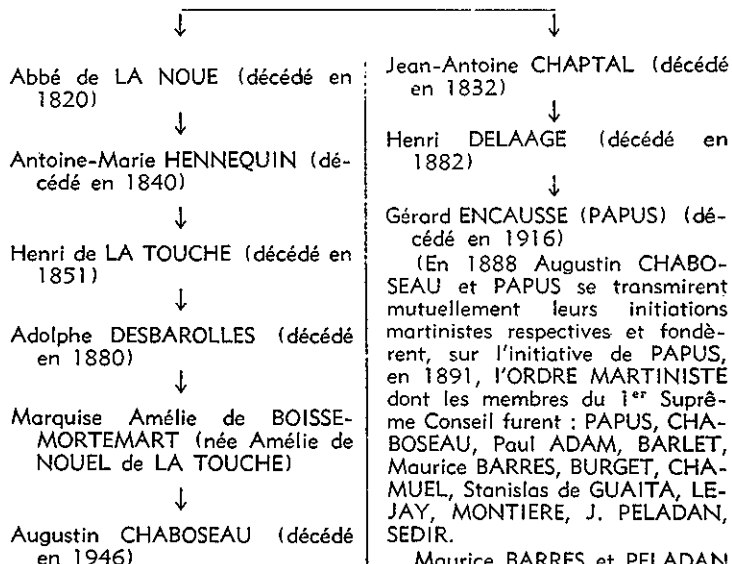 Abbé de LA NOUE (décédé en
1820)
Antoine-Marie HENNEQUIN (dé-
cédé en 1840)
Henri de LA TOUCHE (décédé en
1851)
Adolphe DESBAROLLES (décédé
en 1880)
Marquise Amélie de BOISSE-
MORTEMART (née Amélie de
NOUEL de LA TOUCHE)
Augustin CHABOSEAU (décédé
en 1946)
Jean-Antoine CHAPTAL (décédé
en 1832)
Henri DELAAGE (décédé en
1882)
Gérard ENCAUSSE (PAPUS) (dé-
cédé en 1916)
(En 1888 Augustin CHABO-
SEAU et PAPUS se transmirent
mutuellement leurs initiations
martinistes respectives et fondè-
rent, sur l'initiative de PAPUS,
en 1891, l'ORDRE MARTINISTE
dont les membres du 1er Suprê-
me Conseil furent : PAPUS, CHA-
BOSEAU, Paul ADAM, BARLET,
Maurice BARRES, BURGET, CHA-
MUEL, Stanislas de GUAITA, LE-
JAY, MONTIERE, J. PELADAN,
SEDIR.
Maurice BARRES et PELADAN